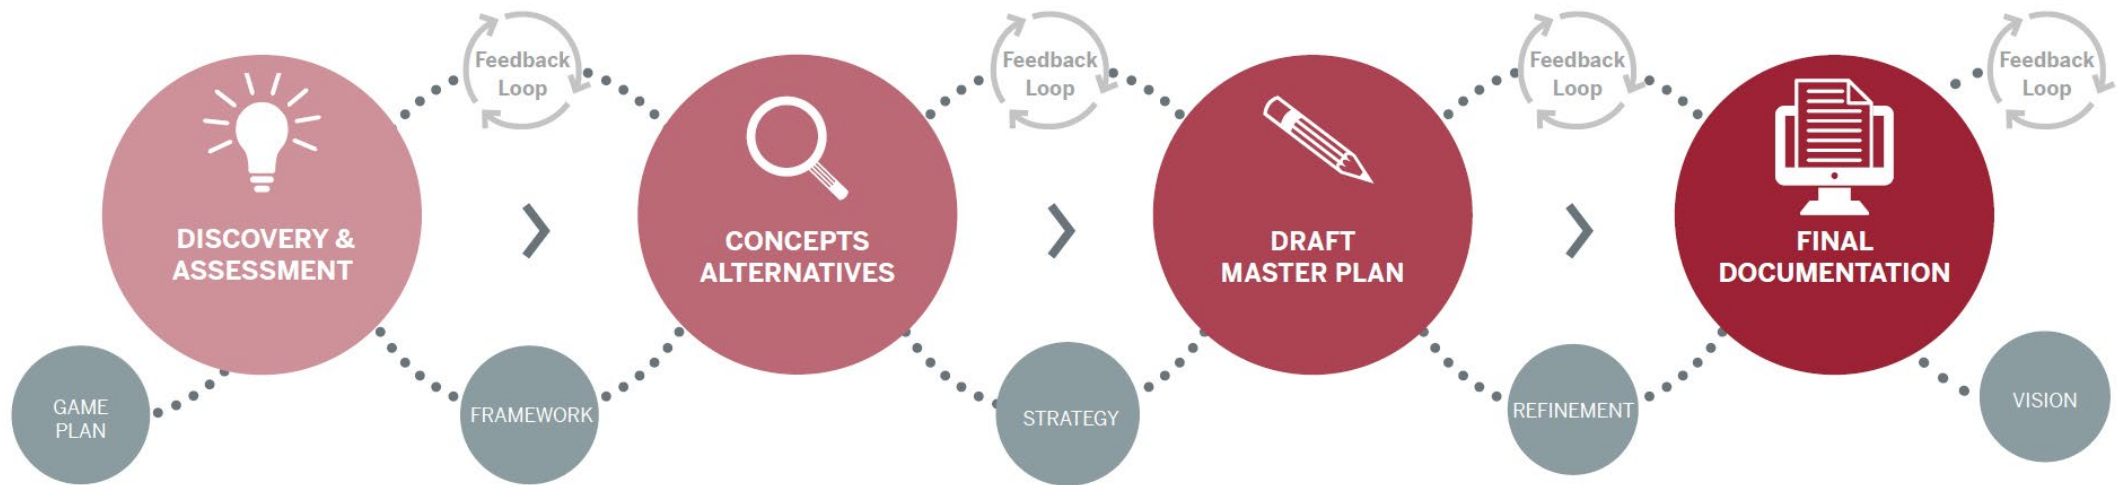 Feedback
Loop
Feedback
Loop
Feedback
Loop
Feedback
Loop
DISCOVERY &
ASSESSMENT
CONCEPTS
ALTERNATIVES
DRAFT
MASTER PLAN
FINAL
DOCUMENTATION
GAME
PLAN
FRAMEWORK
STRATEGY
REFINEMENT
VISION